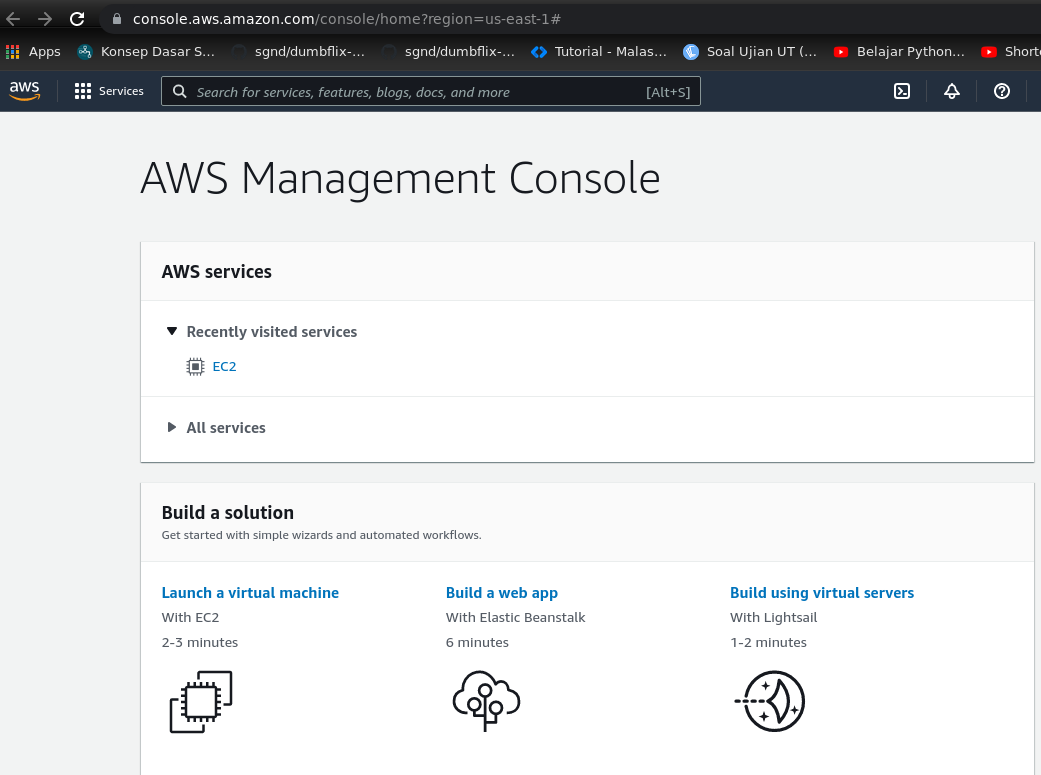 console.aws.amazon.com/console/home?region=us-east-1#
Apps Konsep Dasar S... sgnd/dumbflix-... sgnd/dumbflix-... Tutorial - Malas... Soal Ujian UT (... Belajar Python... Short
aws Services Search for services, features, blogs, docs, and more [Alt+S]
AWS Management Console
AWS services
Recently visited services
EC2
All services
Build a solution
Get started with simple wizards and automated workflows.
Launch a virtual machine Build a web app Build using virtual servers
With EC2 With Elastic Beanstalk With Lightsail
2-3 minutes 6 minutes 1-2 minutes